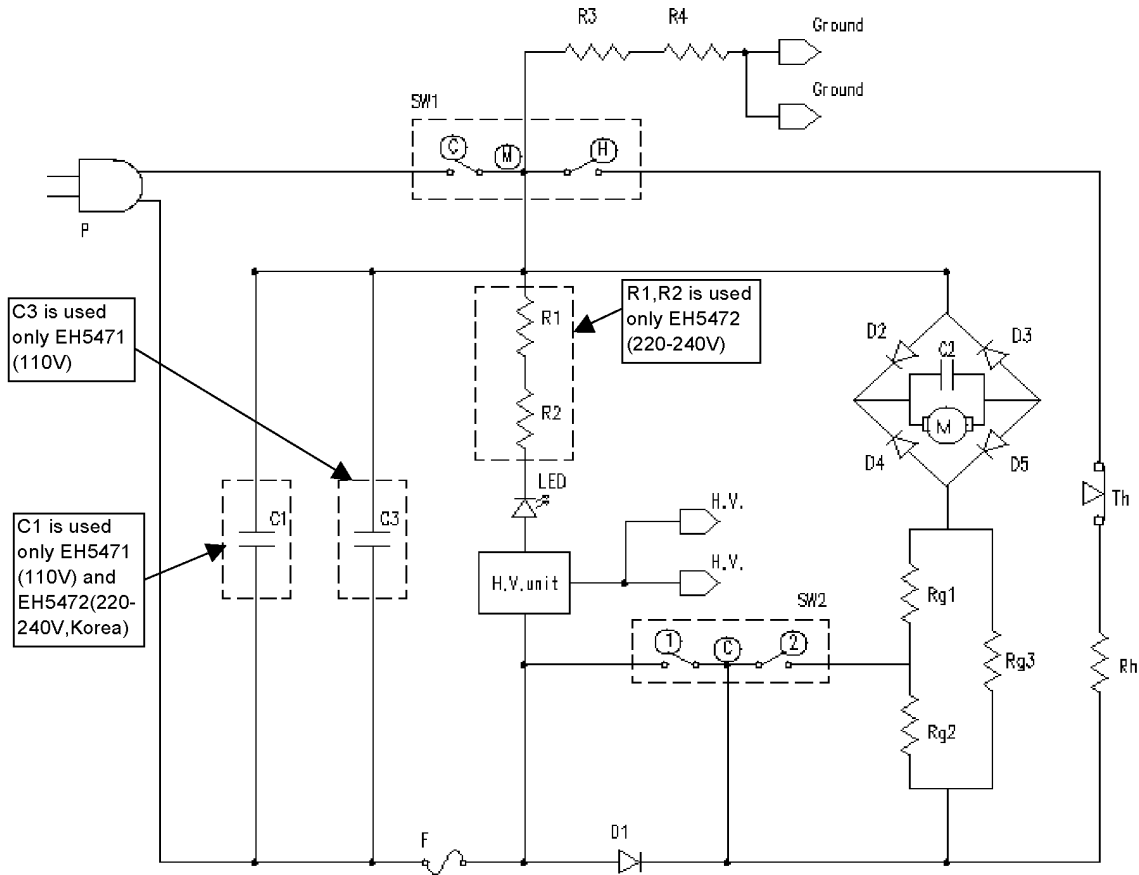 R3
R4
Ground
Ground
SW1
C
M
H
P
C3 is used
only EH5471
(110V)
R1,R2 is used
only EH5472
(220-240V)
R1
R2
D2
D3
C2
M
D4
D5
LED
H.V.
H.V.
H.V.unit
Th
C1 is used
only EH5471
(110V) and
EH5472(220-
240V,Korea)
C1
C3
SW2
1
C
2
Rg1
Rg3
Rg2
Rh
F
D1